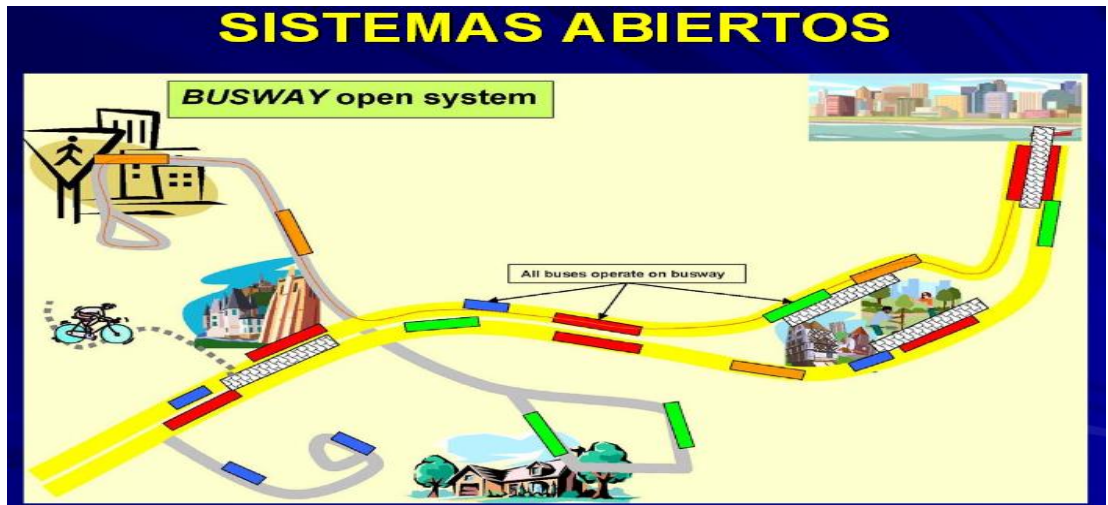 SISTEMAS ABIERTOS
BUSWAY open system
All buses operate on busway